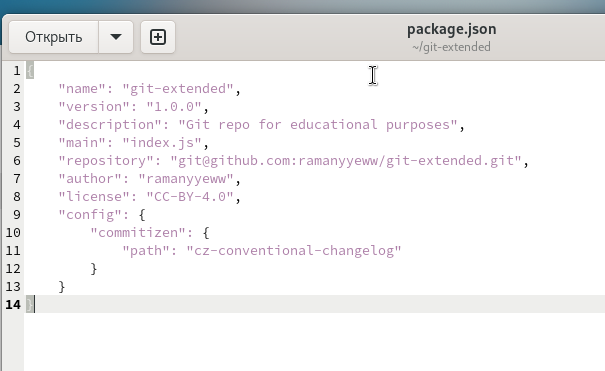 Открыть
package.json
~/git-extended
1 {
2 "name": "git-extended",
3 "version": "1.0.0",
4 "description": "Git repo for educational purposes",
5 "main": "index.js",
6 "repository": "git@github.com:ramanyyeww/git-extended.git",
7 "author": "ramanyyeww",
8 "license": "CC-BY-4.0",
9 "config": {
10 "commitizen": {
11 "path": "cz-conventional-changelog"
12 }
13 }
14 }